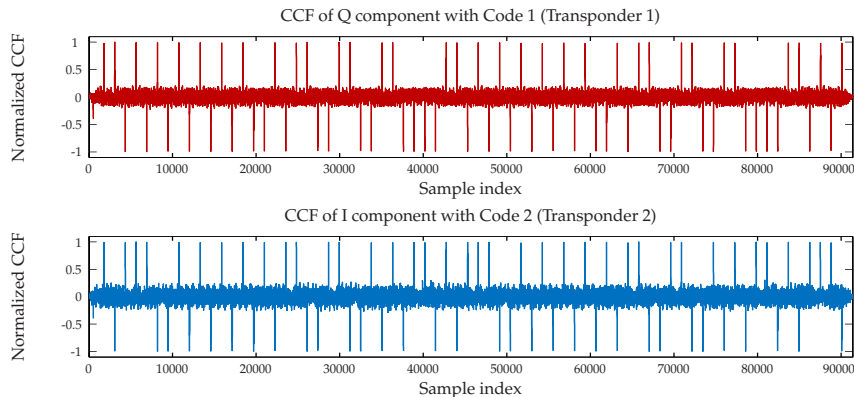 CCF of Q component with Code 1 (Transponder 1)
Normalized CCF
1
0.5
0
-0.5
-1
0 10000 20000 30000 40000 50000 60000 70000 80000 90000
Sample index
CCF of I component with Code 2 (Transponder 2)
Normalized CCF
1
0.5
0
-0.5
-1
0 10000 20000 30000 40000 50000 60000 70000 80000 90000
Sample index